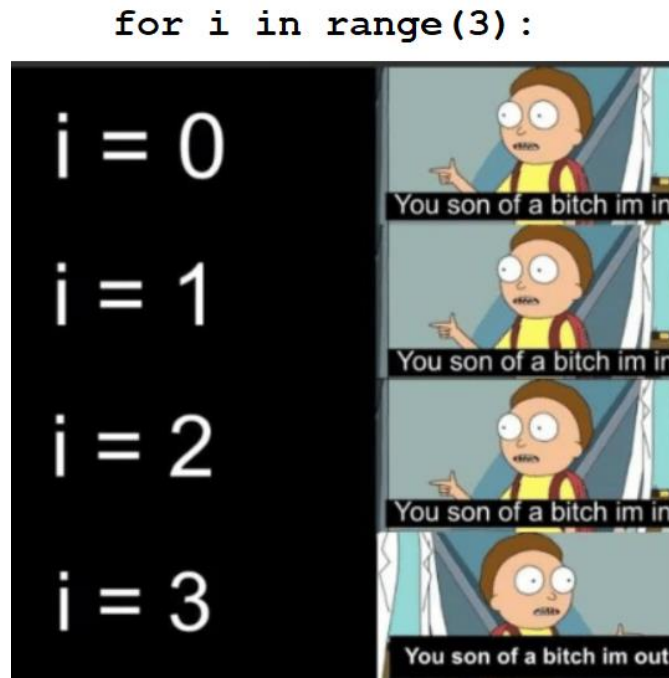 for i in range(3):
i = 0
You son of a bitch im in
i = 1
You son of a bitch im in
i = 2
You son of a bitch im in
i = 3
You son of a bitch im out